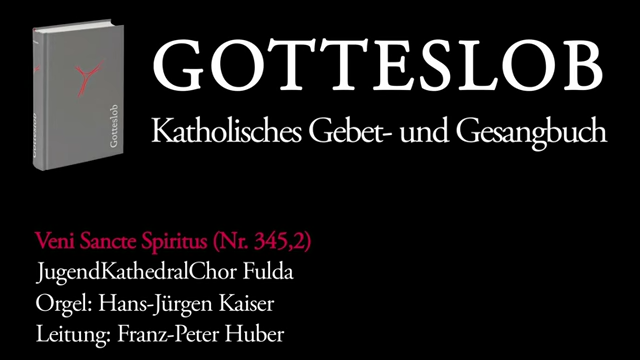 GOTTESLOB
Katholisches Gebet- und Gesangbuch
Gotteslob
GOTTESLOB
Veni Sancte Spiritus (Nr. 345,2)
JugendKathedralChor Fulda
Orgel: Hans-Jürgen Kaiser
Leitung: Franz-Peter Huber